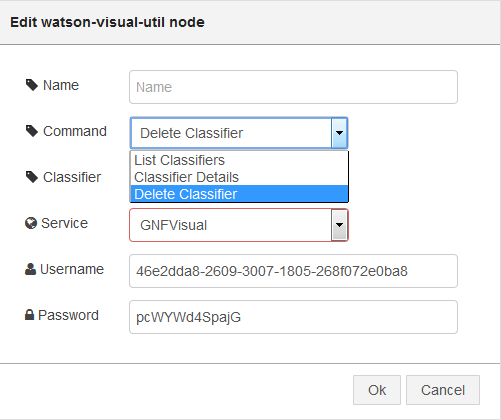 Edit watson-visual-util node
Name
Name
Command
Delete Classifier
List Classifiers
Classifier
Classifier Details
Delete Classifier
Service
GNFVisual
Username
46e2dda8-2609-3007-1805-268f072e0ba8
Password
pcWYWd4SpajG
Ok
Cancel